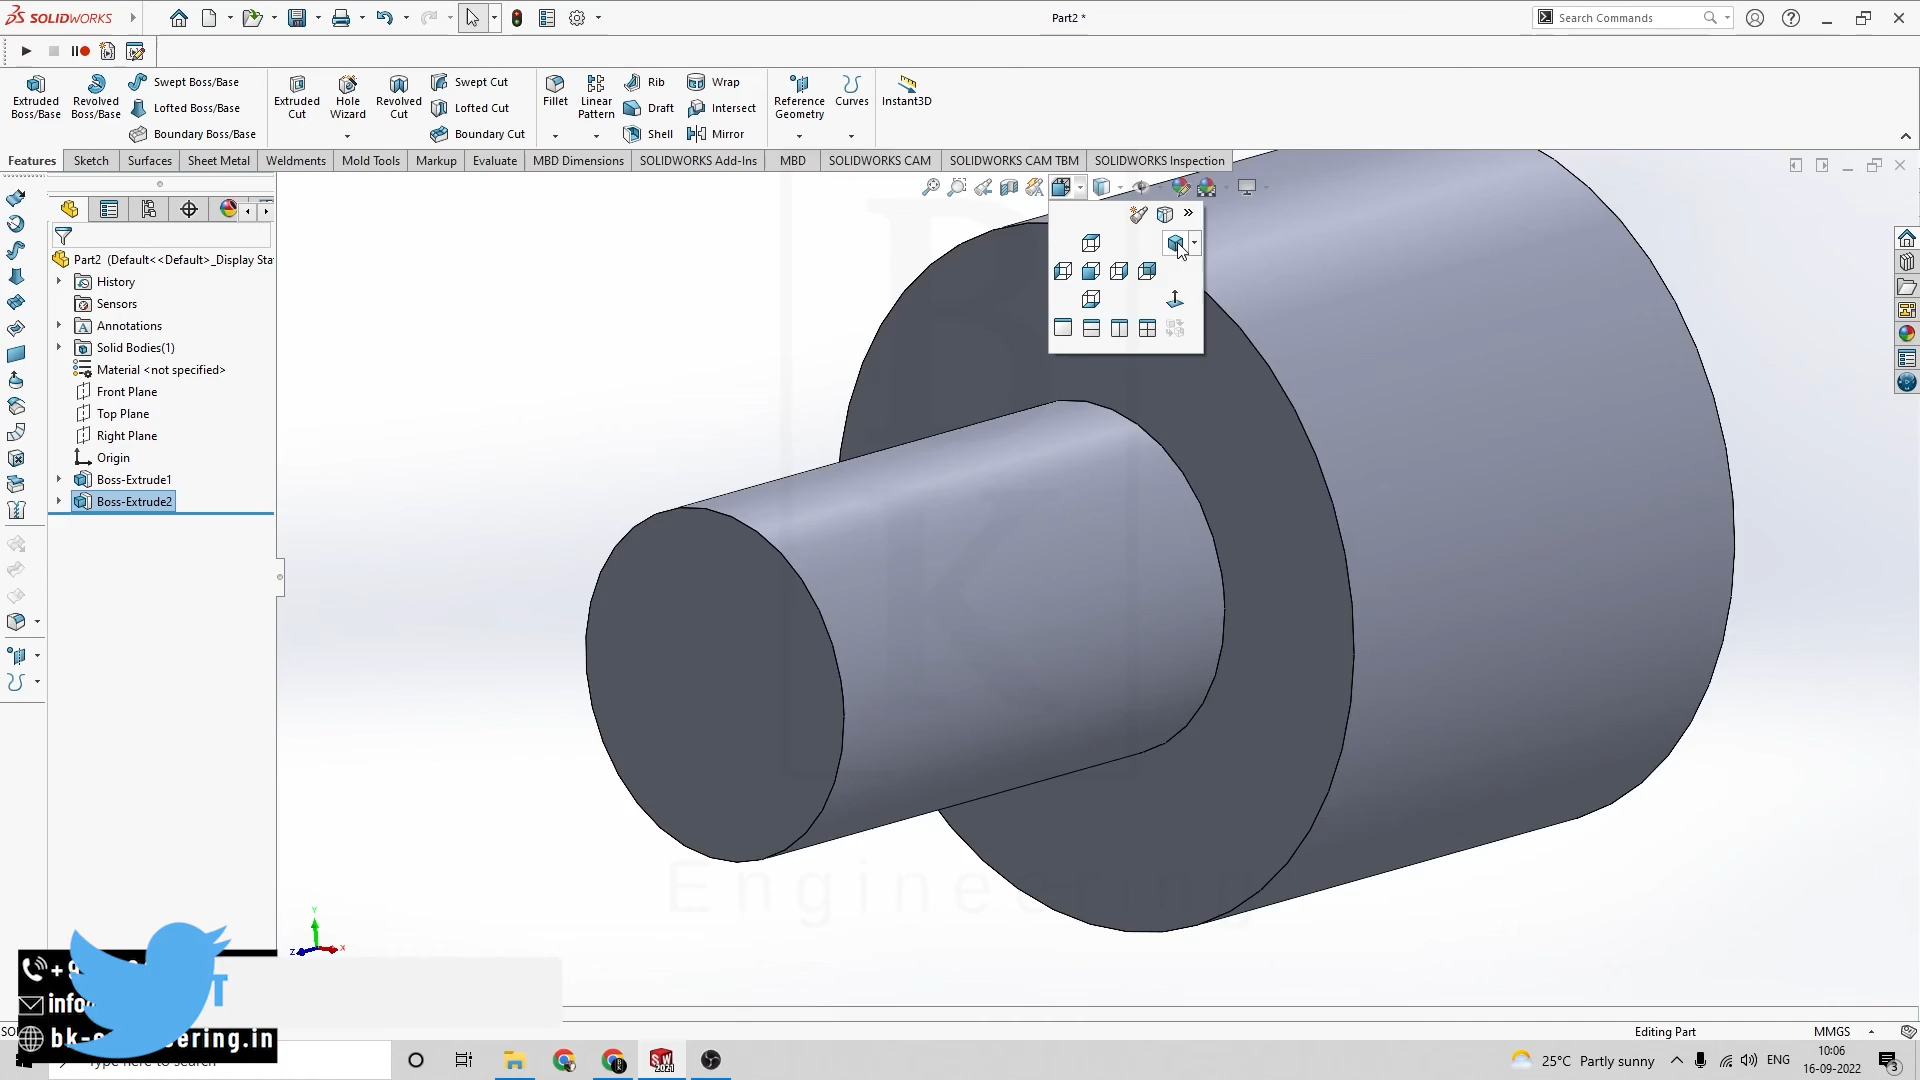 SOLIDWORKS
Part2 *
Search Commands
Extruded Boss/Base
Revolved Boss/Base
Swept Boss/Base
Lofted Boss/Base
Boundary Boss/Base
Extruded Cut
Hole Wizard
Revolved Cut
Swept Cut
Lofted Cut
Boundary Cut
Fillet
Linear Pattern
Rib
Draft
Shell
Wrap
Intersect
Mirror
Reference Geometry
Curves
Instant3D
Features
Sketch
Surfaces
Sheet Metal
Weldments
Mold Tools
Markup
Evaluate
MBD Dimensions
SOLIDWORKS Add-Ins
MBD
SOLIDWORKS CAM
SOLIDWORKS CAM TBM
SOLIDWORKS Inspection
Part2 (Default<<Default>_Display Sta
History
Sensors
Annotations
Solid Bodies(1)
Material <not specified>
Front Plane
Top Plane
Right Plane
Origin
Boss-Extrude1
Boss-Extrude2
Engineering
Y
Z
X
Editing Part
MMGS
25°C Partly sunny
ENG
10:06
16-09-2022
3